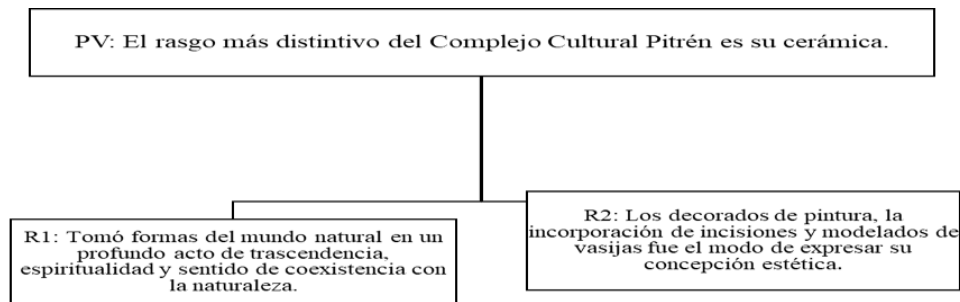 PV: El rasgo más distintivo del Complejo Cultural Pitrén es su cerámica.
R1: Tomó formas del mundo natural en un
profundo acto de trascendencia,
espiritualidad y sentido de coexistencia con
la naturaleza.
R2: Los decorados de pintura, la
incorporación de incisiones y modelados de
vasijas fue el modo de expresar su
concepción estética.